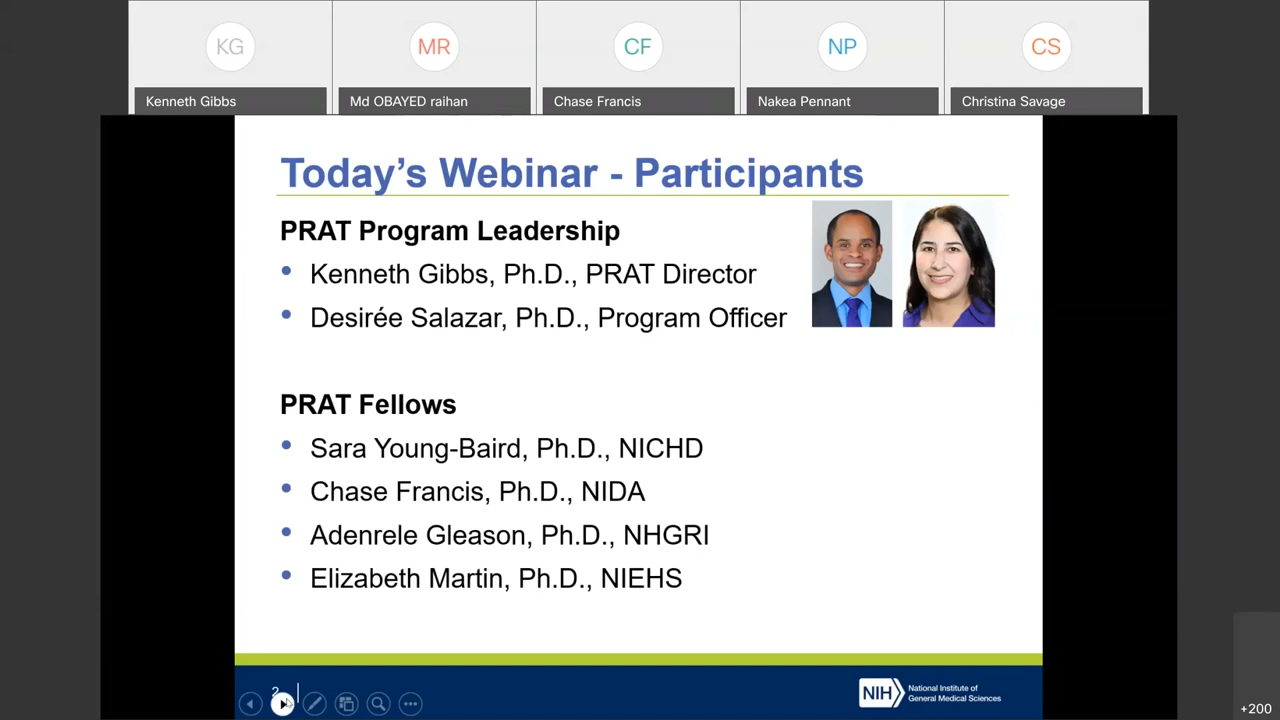 KG
MR
CF
NP
CS
Kenneth Gibbs
Md OBAYED raihan
Chase Francis
Nakea Pennant
Christina Savage
Today’s Webinar - Participants
PRAT Program Leadership
• Kenneth Gibbs, Ph.D., PRAT Director
• Desirée Salazar, Ph.D., Program Officer
PRAT Fellows
• Sara Young-Baird, Ph.D., NICHD
• Chase Francis, Ph.D., NIDA
• Adenrele Gleason, Ph.D., NHGRI
• Elizabeth Martin, Ph.D., NIEHS
2
NIH
National Institute of
General Medical Sciences
+200